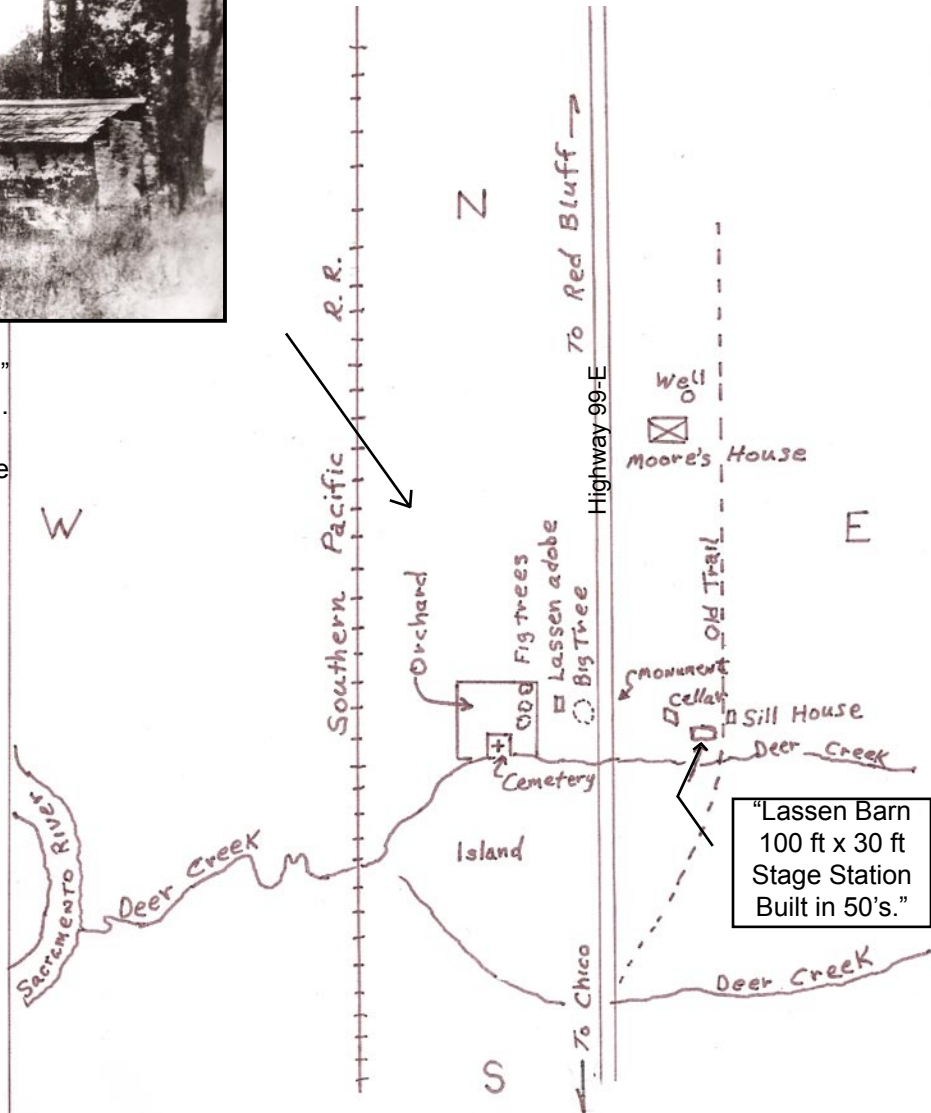 N
To Red Bluff
Southern Pacific R. R.
Highway 99-E
Well
Moore's House
W
E
Old Trail
Orchard
Fig trees
Lassen adobe
Big Tree
Monument
Cellar
Sill House
Deer Creek
Cemetery
Island
Sacramento River
Deer Creek
"Lassen Barn
100 ft x 30 ft
Stage Station
Built in 50's."
Deer Creek
To Chico
S